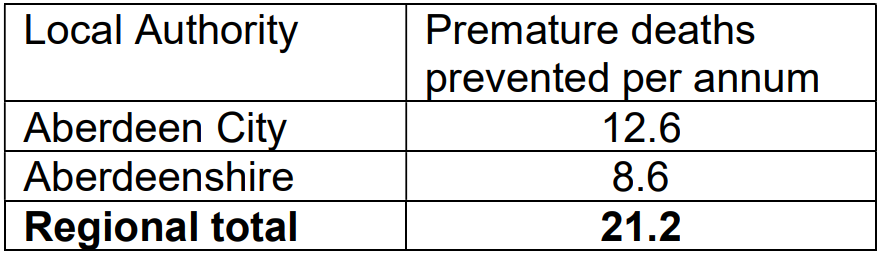 Local Authority
Premature deaths
prevented per annum
Aberdeen City 12.6
Aberdeenshire 8.6
Regional total 21.2